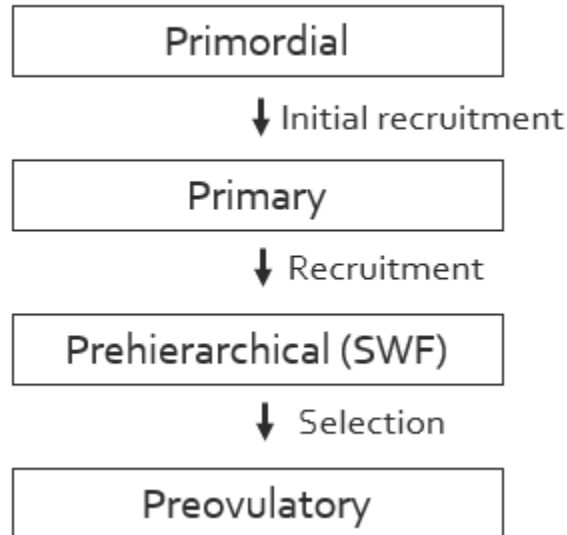 Primordial
Initial recruitment
Primary
Recruitment
Prehierarchical (SWF)
Selection
Preovulatory